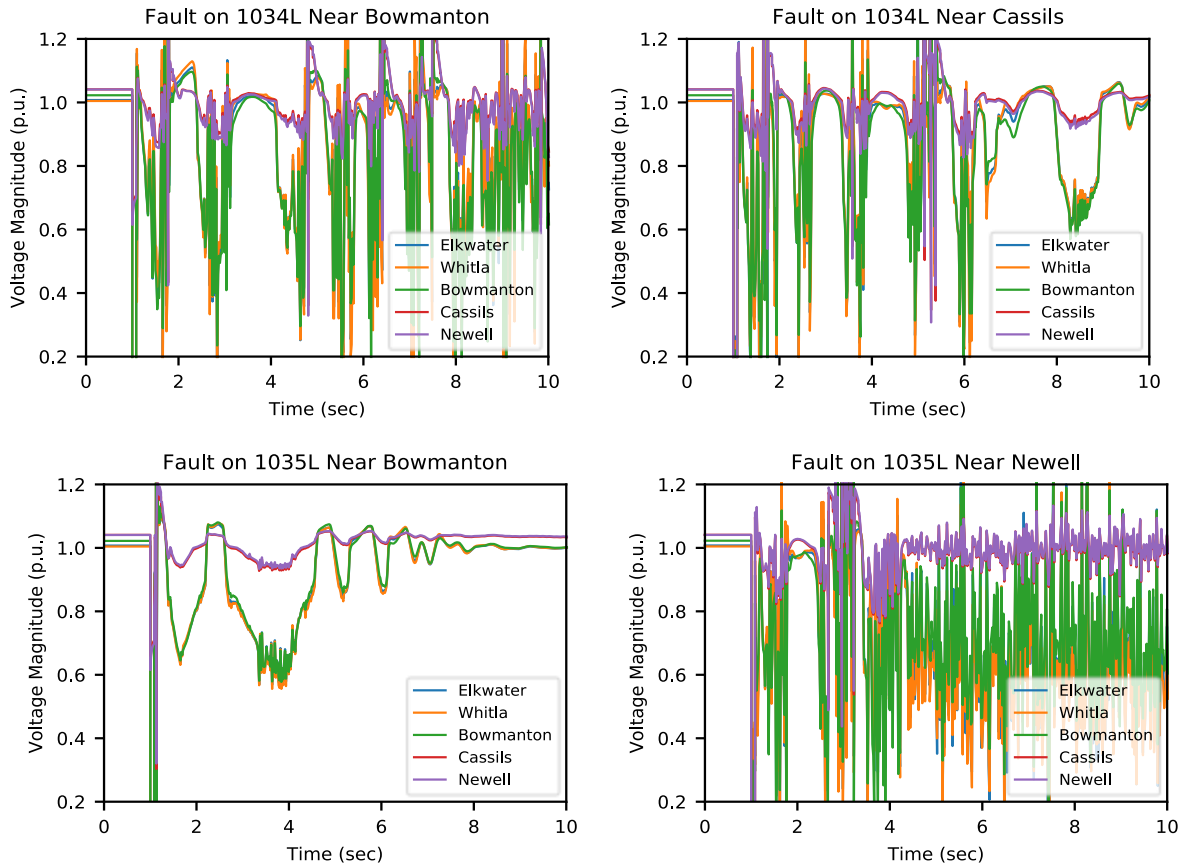 Fault on 1034L Near Bowmanton
1.2
1.0
0.8
0.6
0.4
0.2
Voltage Magnitude (p.u.)
Elkwater
Whitla
Bowmanton
Cassils
Newell
0 2 4 6 8 10
Time (sec)
Fault on 1034L Near Cassils
1.2
1.0
0.8
0.6
0.4
0.2
Voltage Magnitude (p.u.)
Elkwater
Whitla
Bowmanton
Cassils
Newell
0 2 4 6 8 10
Time (sec)
Fault on 1035L Near Bowmanton
1.2
1.0
0.8
0.6
0.4
0.2
Voltage Magnitude (p.u.)
Elkwater
Whitla
Bowmanton
Cassils
Newell
0 2 4 6 8 10
Time (sec)
Fault on 1035L Near Newell
1.2
1.0
0.8
0.6
0.4
0.2
Voltage Magnitude (p.u.)
Elkwater
Whitla
Bowmanton
Cassils
Newell
0 2 4 6 8 10
Time (sec)